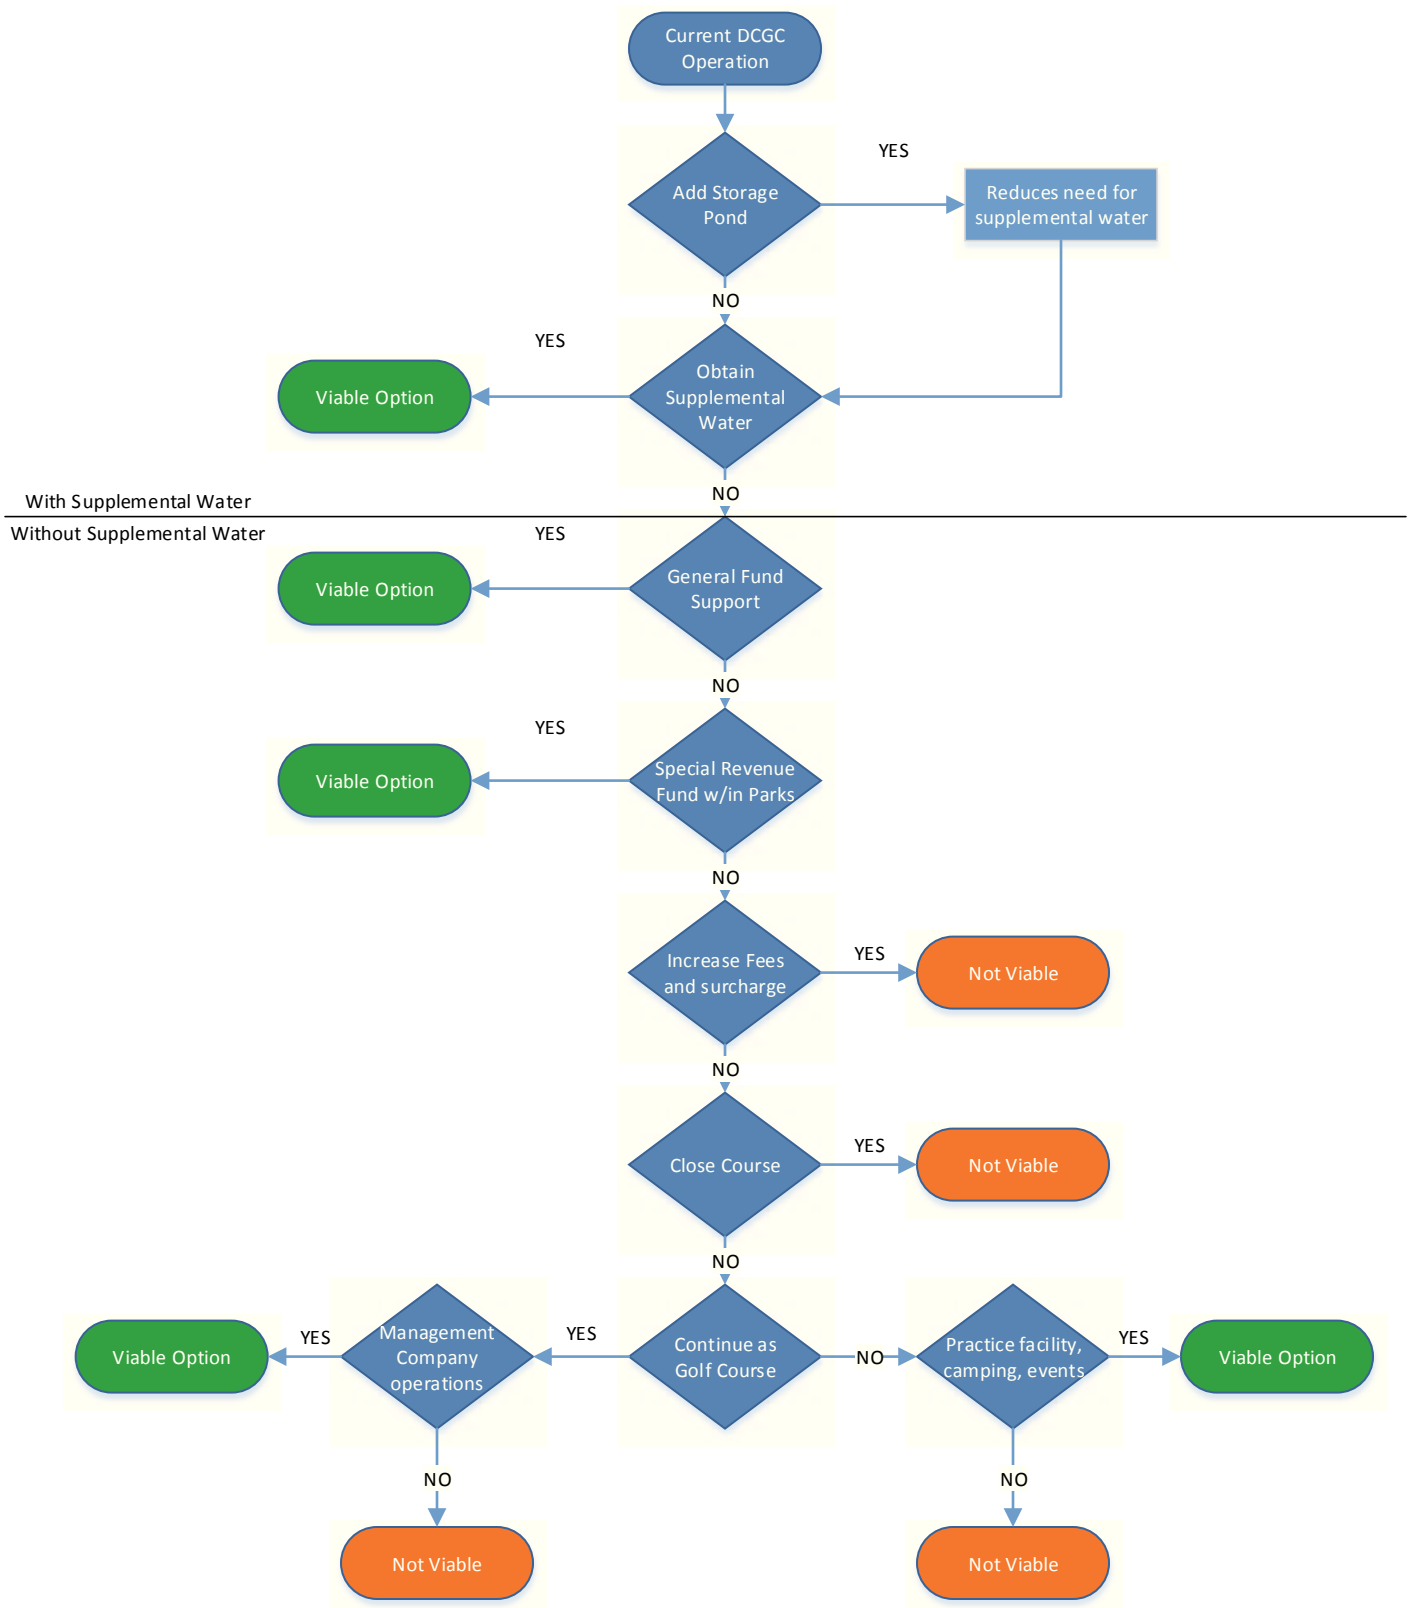 Current DCGC
Operation
YES
Add Storage
Pond
Reduces need for
supplemental water
NO
YES
Viable Option
Obtain
Supplemental
Water
NO
With Supplemental Water
Without Supplemental Water
YES
Viable Option
General Fund
Support
NO
YES
Viable Option
Special Revenue
Fund w/in Parks
NO
Increase Fees
and surcharge
YES
Not Viable
NO
Close Course
YES
Not Viable
NO
Viable Option
YES
Management
Company
operations
YES
Continue as
Golf Course
NO
Practice facility,
camping, events
YES
Viable Option
NO
NO
Not Viable
Not Viable